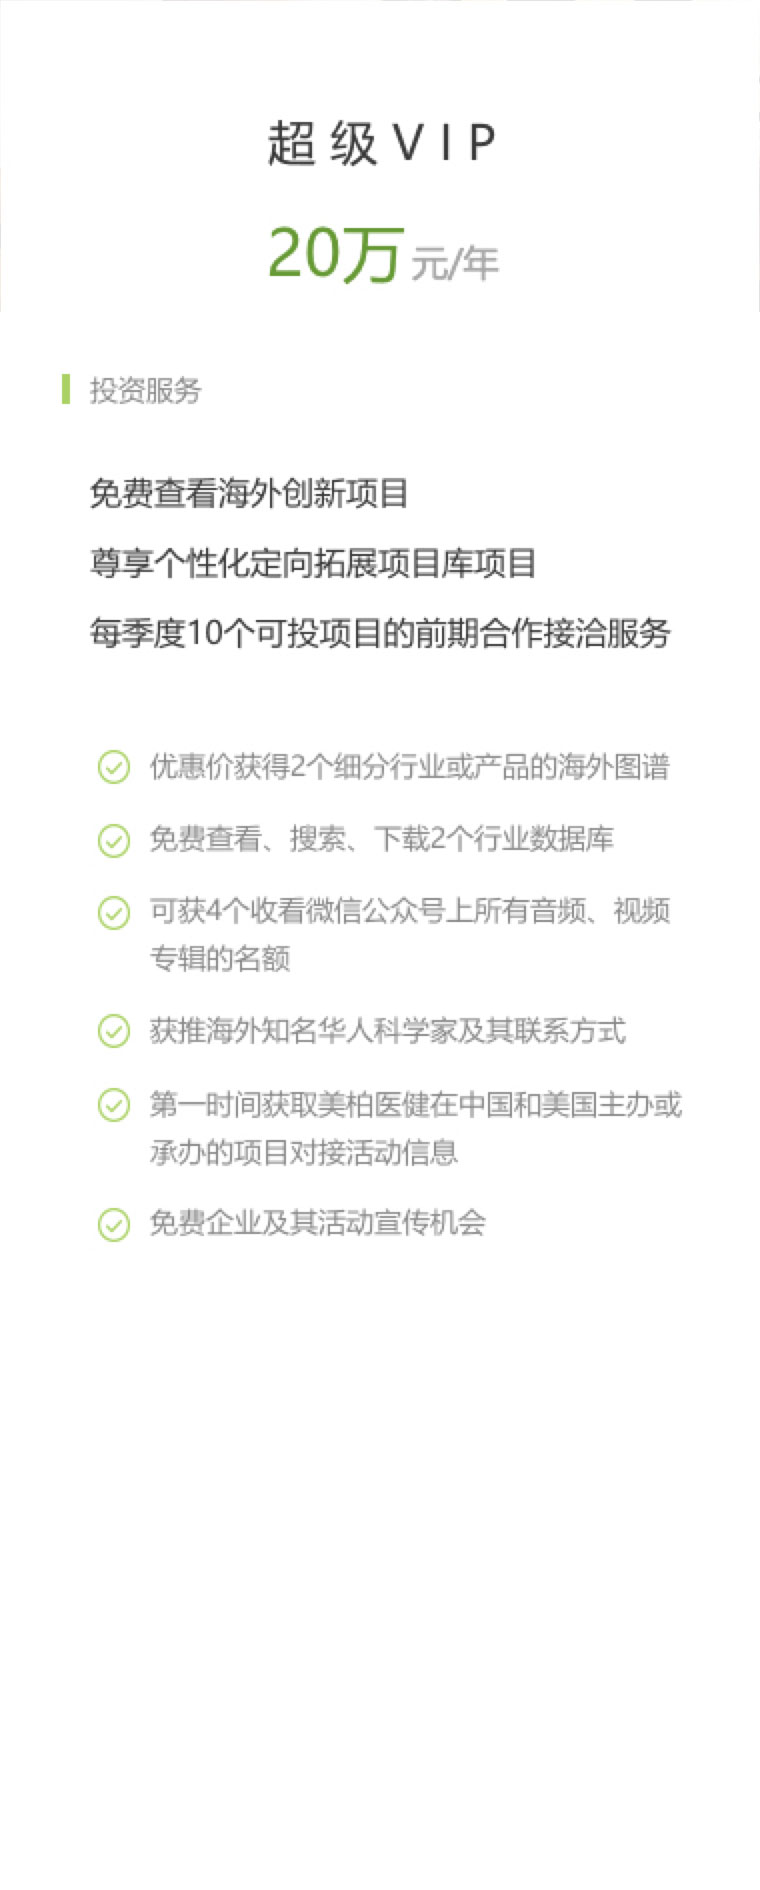 超级VIP
20万元/年
投资服务
免费查看海外创新项目
尊享个性化定向拓展项目库项目
每季度10个可投项目的前期合作接洽服务
优惠价获得2个细分行业或产品的海外图谱
免费查看、搜索、下载2个行业数据库
可获4个收看微信公众号上所有音频、视频
专辑的名额
获推海外知名华人科学家及其联系方式
第一时间获取美柏医健在中国和美国主办或
承办的项目对接活动信息
免费企业及其活动宣传机会